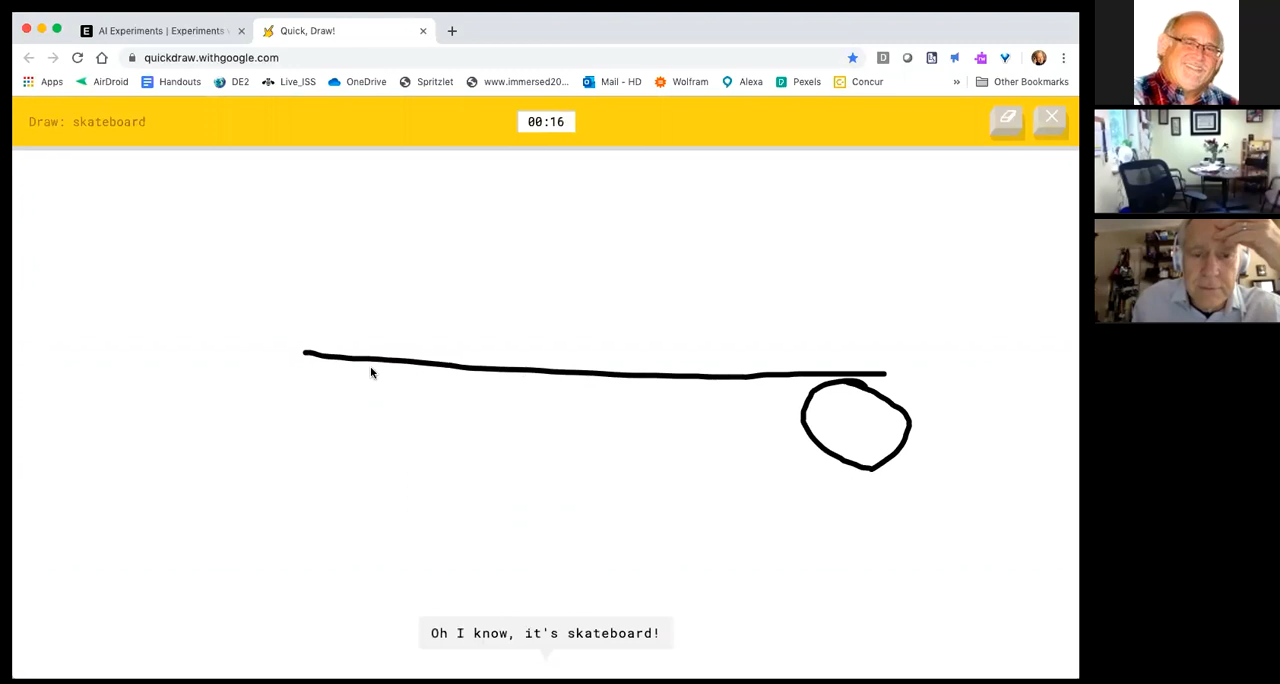 AI Experiments | Experiments
Quick, Draw!
quickdraw.withgoogle.com
Apps
AirDroid
Handouts
DE2
Live_ISS
OneDrive
Spritzlet
www.immersed20...
Mail - HD
Wolfram
Alexa
Pexels
Concur
»
Other Bookmarks
Draw: skateboard
00:16
Oh I know, it's skateboard!